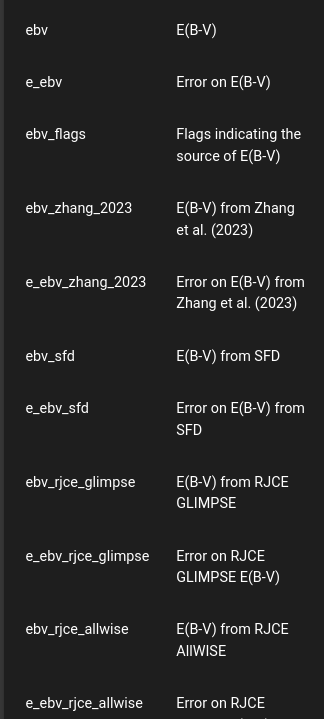 ebv E(B-V)
e_ebv Error on E(B-V)
ebv_flags Flags indicating the
source of E(B-V)
ebv_zhang_2023 E(B-V) from Zhang
et al. (2023)
e_ebv_zhang_2023 Error on E(B-V) from
Zhang et al. (2023)
ebv_sfd E(B-V) from SFD
e_ebv_sfd Error on E(B-V) from
SFD
ebv_rjce_glimpse E(B-V) from RJCE
GLIMPSE
e_ebv_rjce_glimpse Error on RJCE
GLIMPSE E(B-V)
ebv_rjce_allwise E(B-V) from RJCE
AllWISE
e_ebv_rjce_allwise Error on RJCE